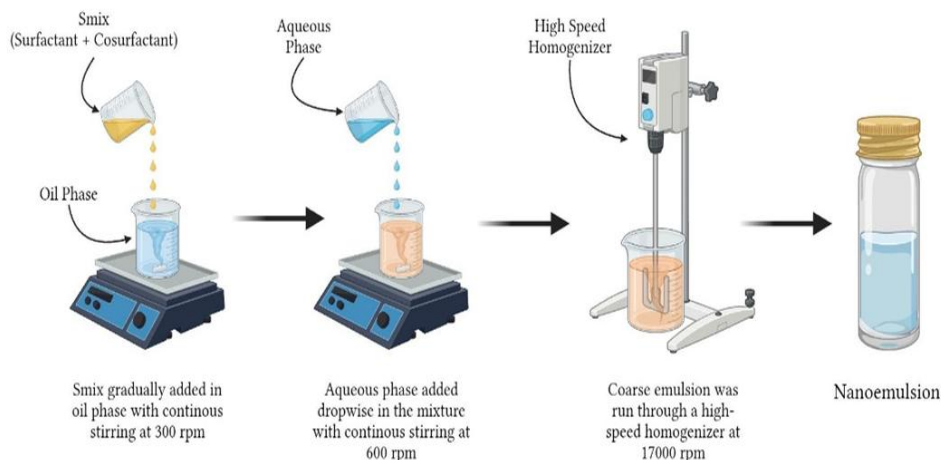 Smix
(Surfactant + Cosurfactant)
Oil Phase
Smix gradually added in
oil phase with continous
stirring at 300 rpm
Aqueous
Phase
Aqueous phase added
dropwise in the mixture
with continous stirring at
600 rpm
High Speed
Homogenizer
Coarse emulsion was
run through a high-
speed homogenizer at
17000 rpm
Nanoemulsion